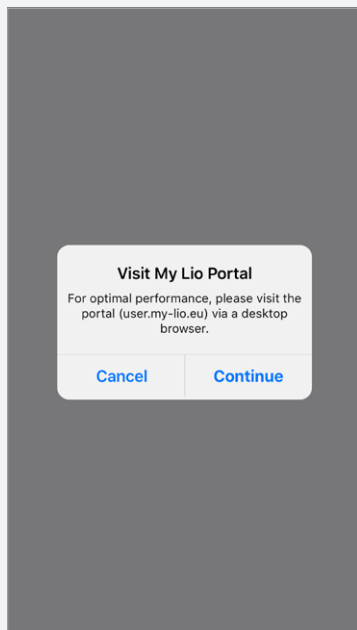 Visit My Lio Portal
For optimal performance, please visit the
portal (user.my-lio.eu) via a desktop
browser.
Cancel
Continue